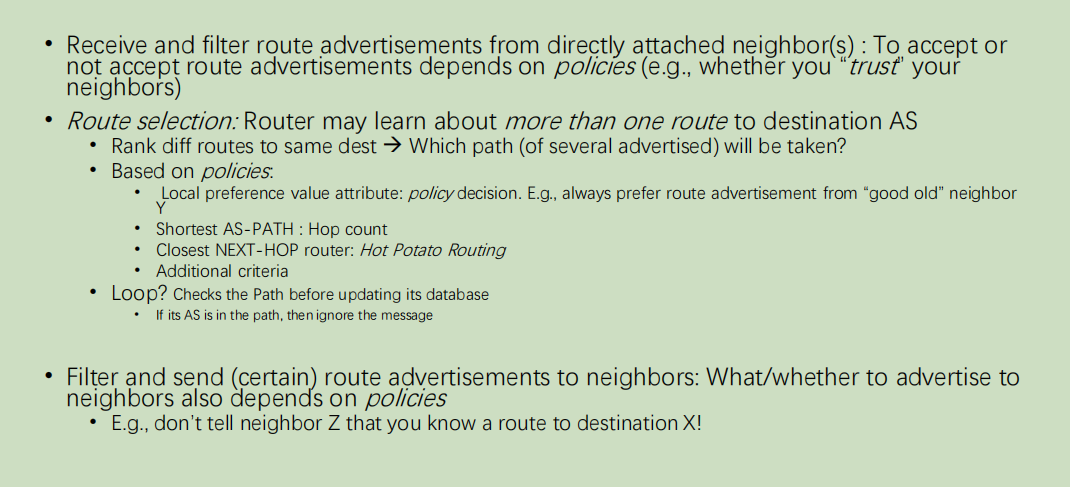 • Receive and filter route advertisements from directly attached neighbor(s) : To accept or
not accept route advertisements depends on policies (e.g., whether you “trust” your
neighbors)
• Route selection: Router may learn about more than one route to destination AS
• Rank diff routes to same dest → Which path (of several advertised) will be taken?
• Based on policies:
• Local preference value attribute: policy decision. E.g., always prefer route advertisement from “good old” neighbor
Y
• Shortest AS-PATH : Hop count
• Closest NEXT-HOP router: Hot Potato Routing
• Additional criteria
• Loop? Checks the Path before updating its database
• If its AS is in the path, then ignore the message
• Filter and send (certain) route advertisements to neighbors: What/whether to advertise to
neighbors also depends on policies
• E.g., don’t tell neighbor Z that you know a route to destination X!